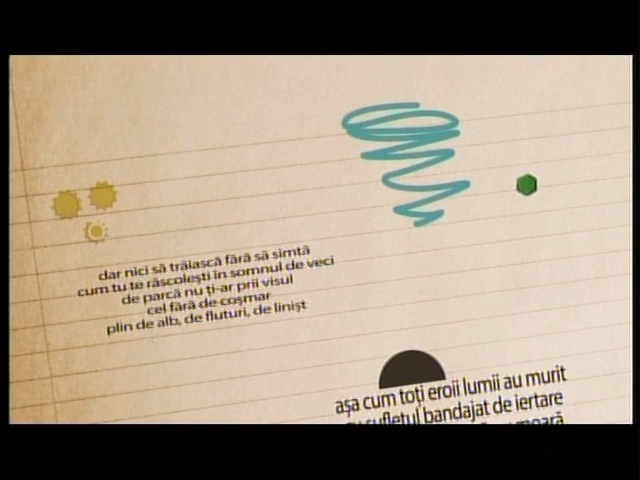 dar nici să trăiască fără să simtă
cum tu te răscolești în somnul de veci
de parcă nu ți-ar prii visul
cel fără de coșmar
plin de alb, de fluturi, de linișt
așa cum toți eroii lumii au murit
sufletul bandajat de iertare